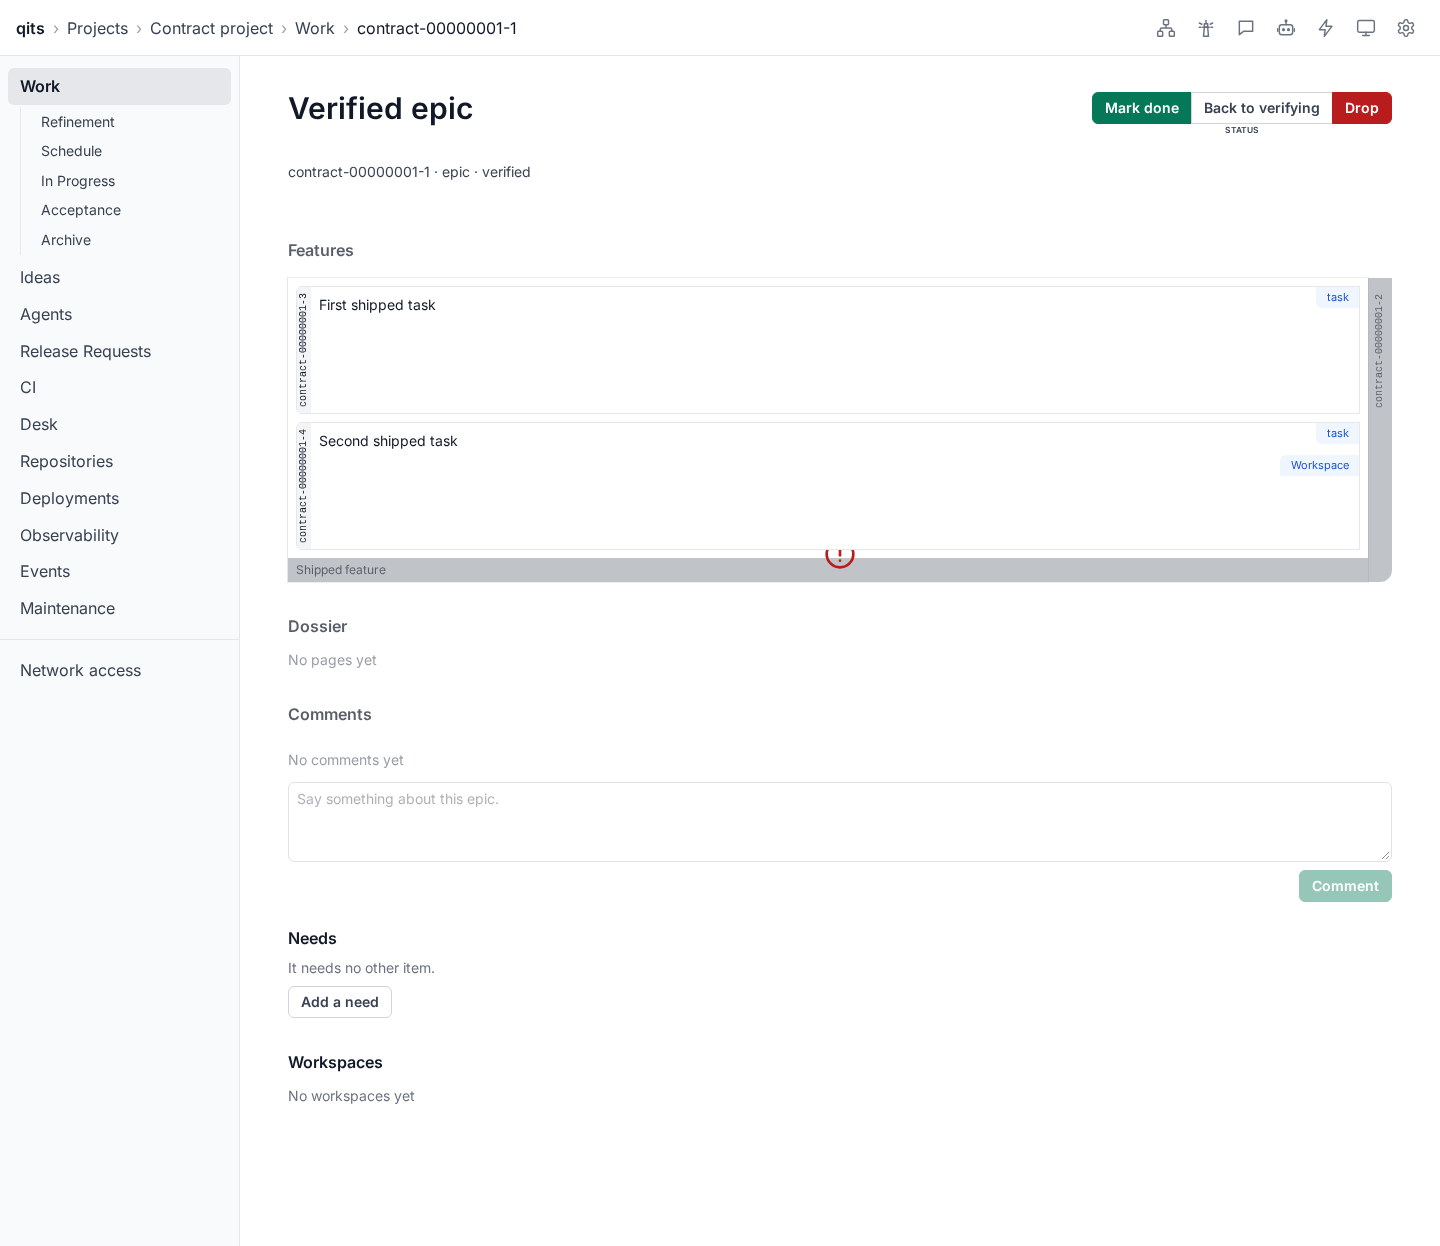 qits › Projects › Contract project › Work › contract-00000001-1
Work
Refinement
Schedule
In Progress
Acceptance
Archive
Ideas
Agents
Release Requests
CI
Desk
Repositories
Deployments
Observability
Events
Maintenance
Network access
Verified epic
Mark done
Back to verifying
Drop
STATUS
contract-00000001-1 · epic · verified
Features
contract-00000001-3
First shipped task
task
contract-00000001-4
Second shipped task
task
Workspace
contract-00000001-2
Shipped feature
Dossier
No pages yet
Comments
No comments yet
Say something about this epic.
Comment
Needs
It needs no other item.
Add a need
Workspaces
No workspaces yet